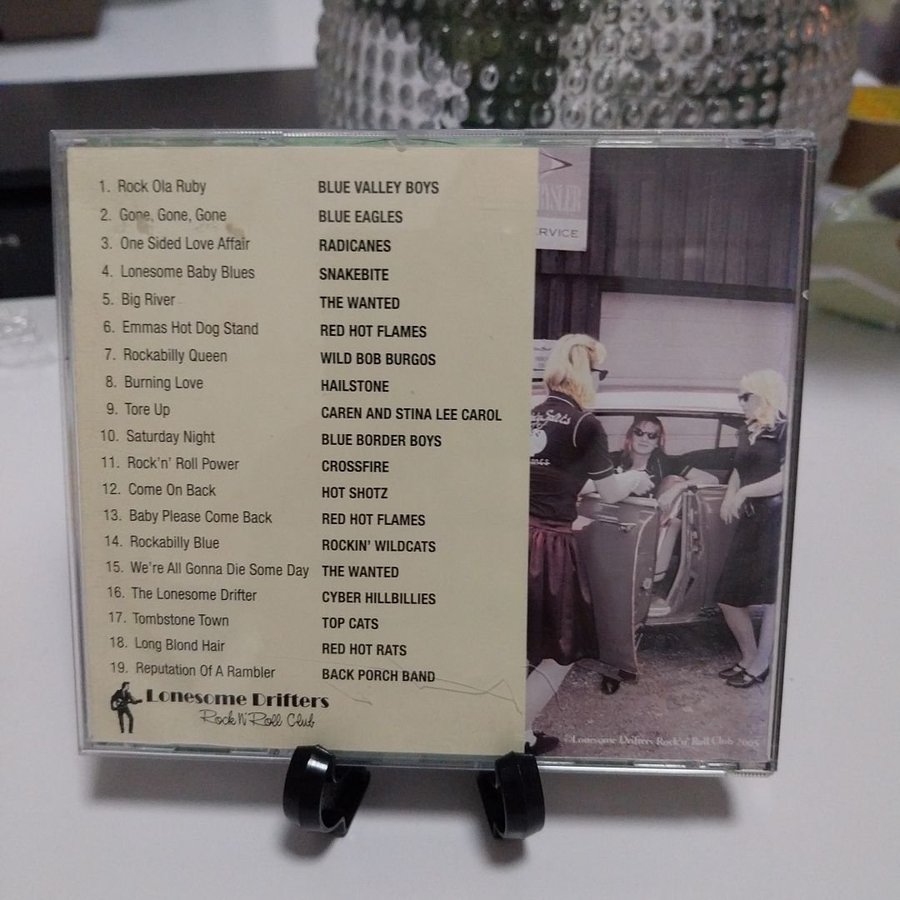 1. Rock Ola Ruby BLUE VALLEY BOYS
2. Gone, Gone, Gone BLUE EAGLES
3. One Sided Love Affair RADICANES
4. Lonesome Baby Blues SNAKEBITE
5. Big River THE WANTED
6. Emmas Hot Dog Stand RED HOT FLAMES
7. Rockabilly Queen WILD BOB BURGOS
8. Burning Love HAILSTONE
9. Tore Up CAREN AND STINA LEE CAROL
10. Saturday Night BLUE BORDER BOYS
11. Rock'n' Roll Power CROSSFIRE
12. Come On Back HOT SHOTZ
13. Baby Please Come Back RED HOT FLAMES
14. Rockabilly Blue ROCKIN' WILDCATS
15. We're All Gonna Die Some Day THE WANTED
16. The Lonesome Drifter CYBER HILLBILLIES
17. Tombstone Town TOP CATS
18. Long Blond Hair RED HOT RATS
19. Reputation Of A Rambler BACK PORCH BAND
Lonesome Drifters
Rock N' Roll Club
YSLER
ERVICE
©Lonesome Drifters Rock'n' Roll Club